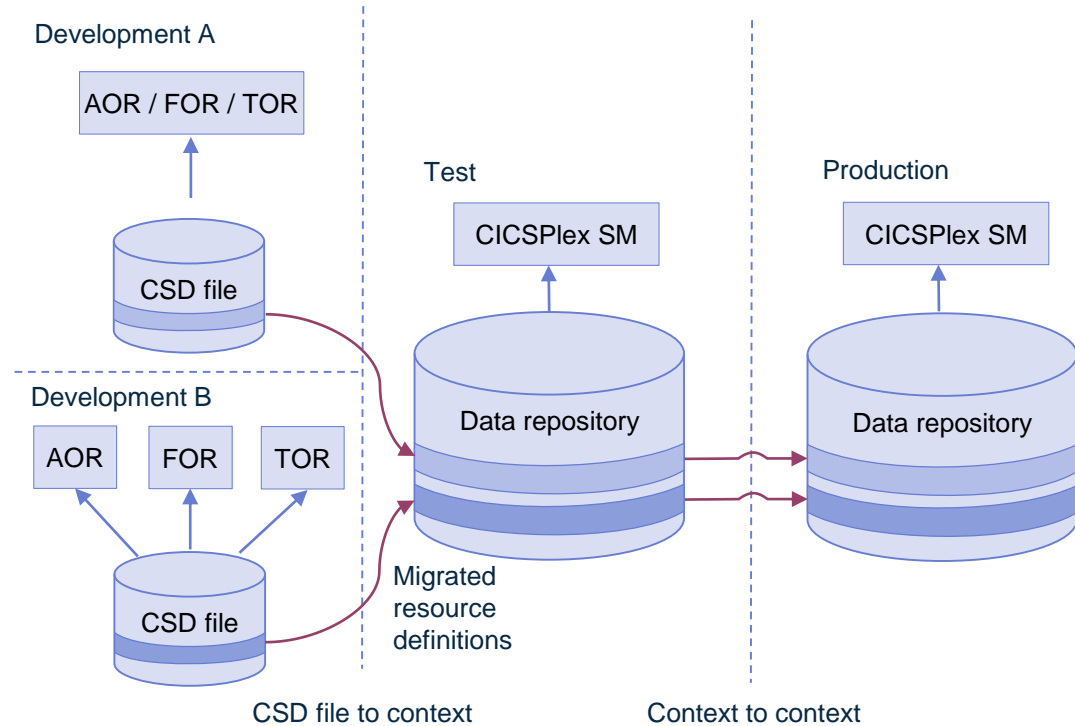 Development A
AOR / FOR / TOR
CSD file
Development B
AOR
FOR
TOR
CSD file
Test
CICSPlex SM
Data repository
Migrated
resource
definitions
Production
CICSPlex SM
Data repository
CSD file to context
Context to context